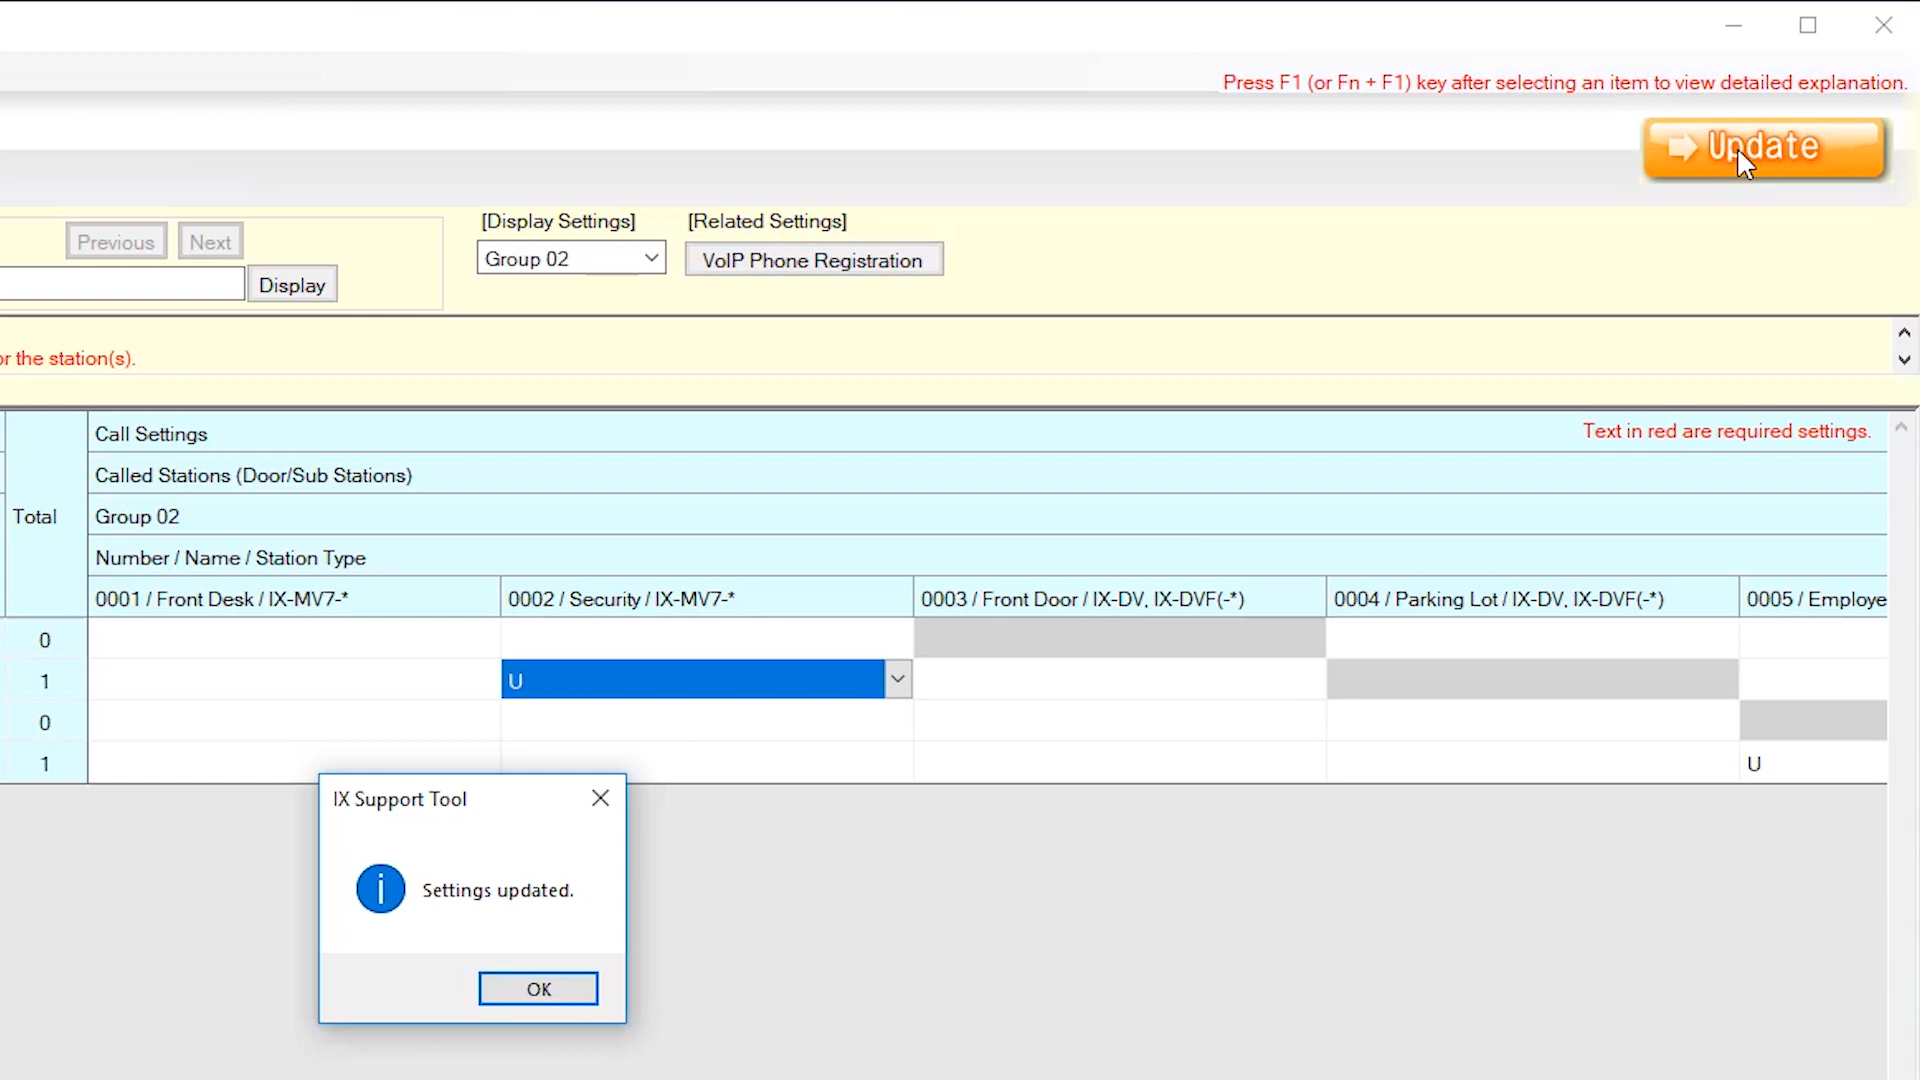 Press F1 (or Fn + F1) key after selecting an item to view detailed explanation.
Update
[Display Settings] [Related Settings]
Previous Next
Group 02 VoIP Phone Registration
Display
or the station(s).
Call Settings Text in red are required settings.
Called Stations (Door/Sub Stations)
Total Group 02
Number / Name / Station Type
0001 / Front Desk / IX-MV7-* 0002 / Security / IX-MV7-* 0003 / Front Door / IX-DV, IX-DVF(-*) 0004 / Parking Lot / IX-DV, IX-DVF(-*) 0005 / Employe
0
1 U
0
1 U
IX Support Tool
i Settings updated.
OK